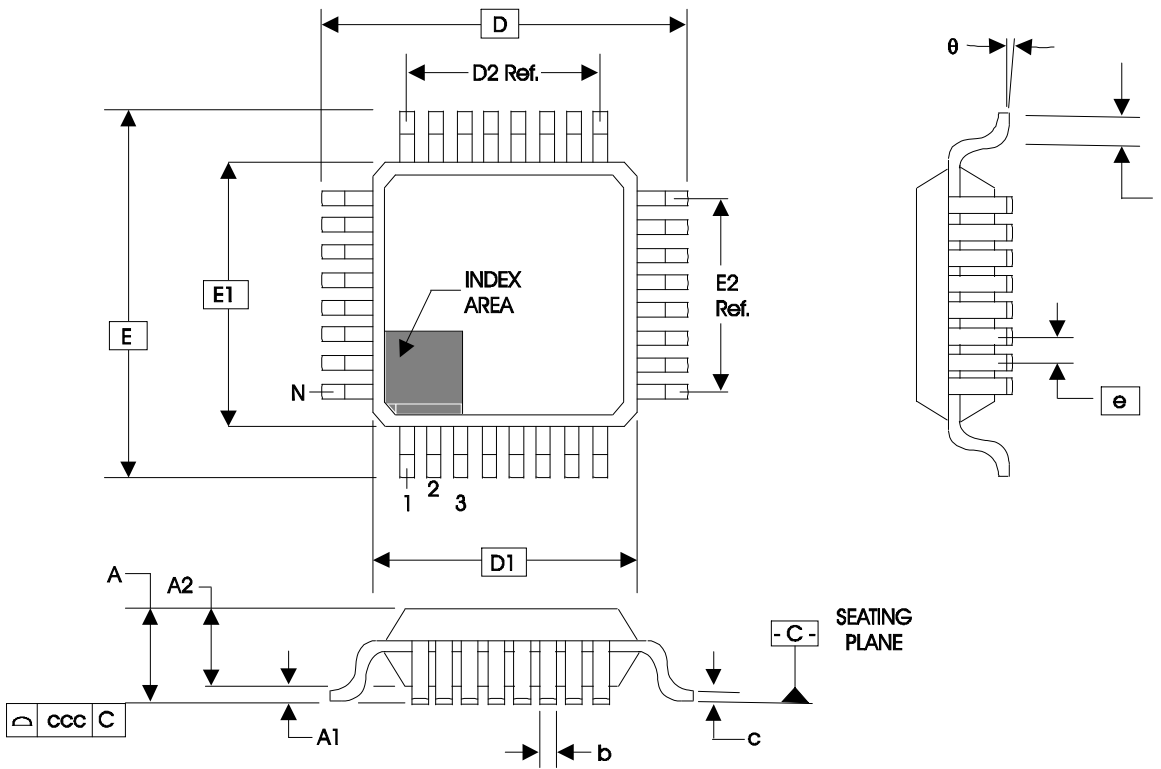 D
D2 Ref.
θ
E1
INDEX
AREA
E2
Ref.
E
N
e
1
2
3
D1
A
A2
- C -
SEATING
PLANE
ccc C
A1
b
c